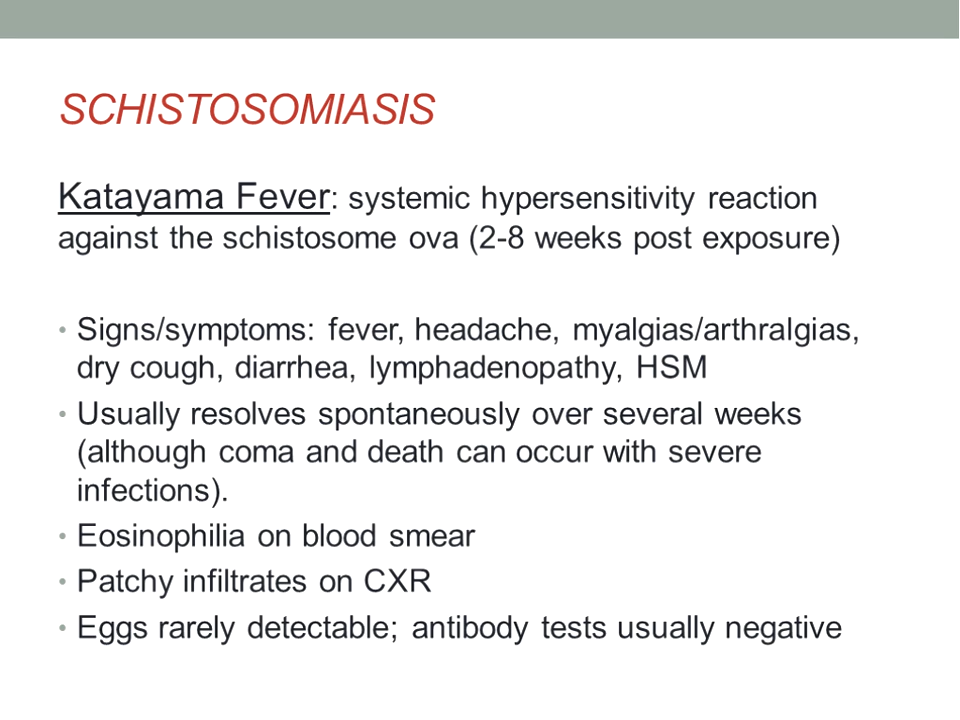 SCHISTOSOMIASIS
Katayama Fever: systemic hypersensitivity reaction
against the schistosome ova (2-8 weeks post exposure)
• Signs/symptoms: fever, headache, myalgias/arthralgias,
dry cough, diarrhea, lymphadenopathy, HSM
• Usually resolves spontaneously over several weeks
(although coma and death can occur with severe
infections).
• Eosinophilia on blood smear
• Patchy infiltrates on CXR
• Eggs rarely detectable; antibody tests usually negative